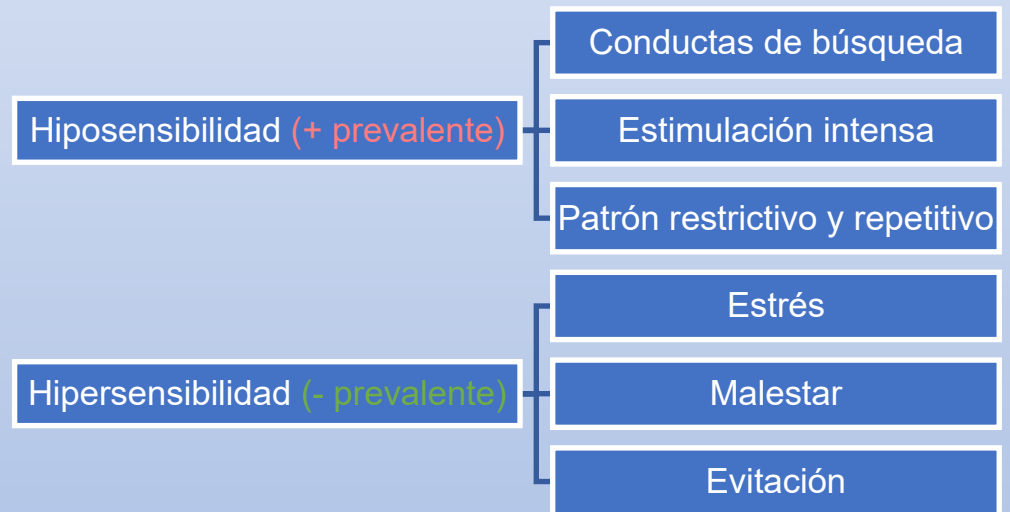 Hiposensibilidad (+ prevalente)
Conductas de búsqueda
Estimulación intensa
Patrón restrictivo y repetitivo
Hipersensibilidad (- prevalente)
Estrés
Malestar
Evitación